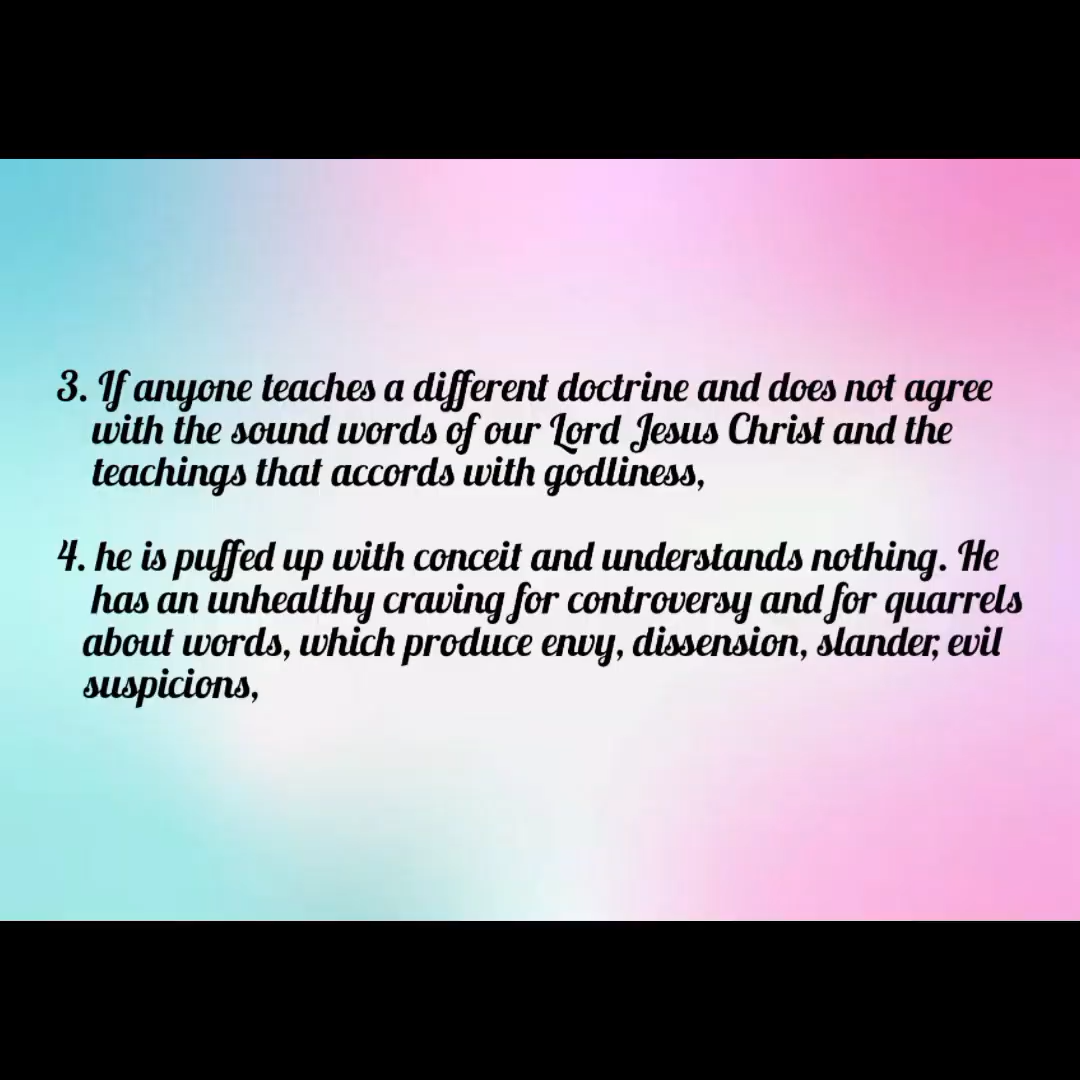 3. If anyone teaches a different doctrine and does not agree
with the sound words of our Lord Jesus Christ and the
teachings that accords with godliness,
4. he is puffed up with conceit and understands nothing. He
has an unhealthy craving for controversy and for quarrels
about words, which produce envy, dissension, slander, evil
suspicions,